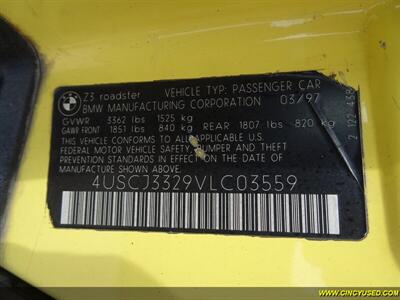 Z3 roadster VEHICLE TYP: PASSENGER CAR
BMW MANUFACTURING CORPORATION 03/97
GVWR 3362 lbs 1525 kg
GAWR FRONT 1851 lbs 840 kg REAR 1807 lbs 820 kg
THIS VEHICLE CONFORMS TO ALL APPLICABLE U.S.
FEDERAL MOTOR VEHICLE SAFETY, BUMPER AND THEFT
PREVENTION STANDARDS IN EFFECT ON THE DATE OF
MANUFACTURE SHOWN ABOVE.
4USCJ3329VLC03559
WWW.CINCYUSED.COM